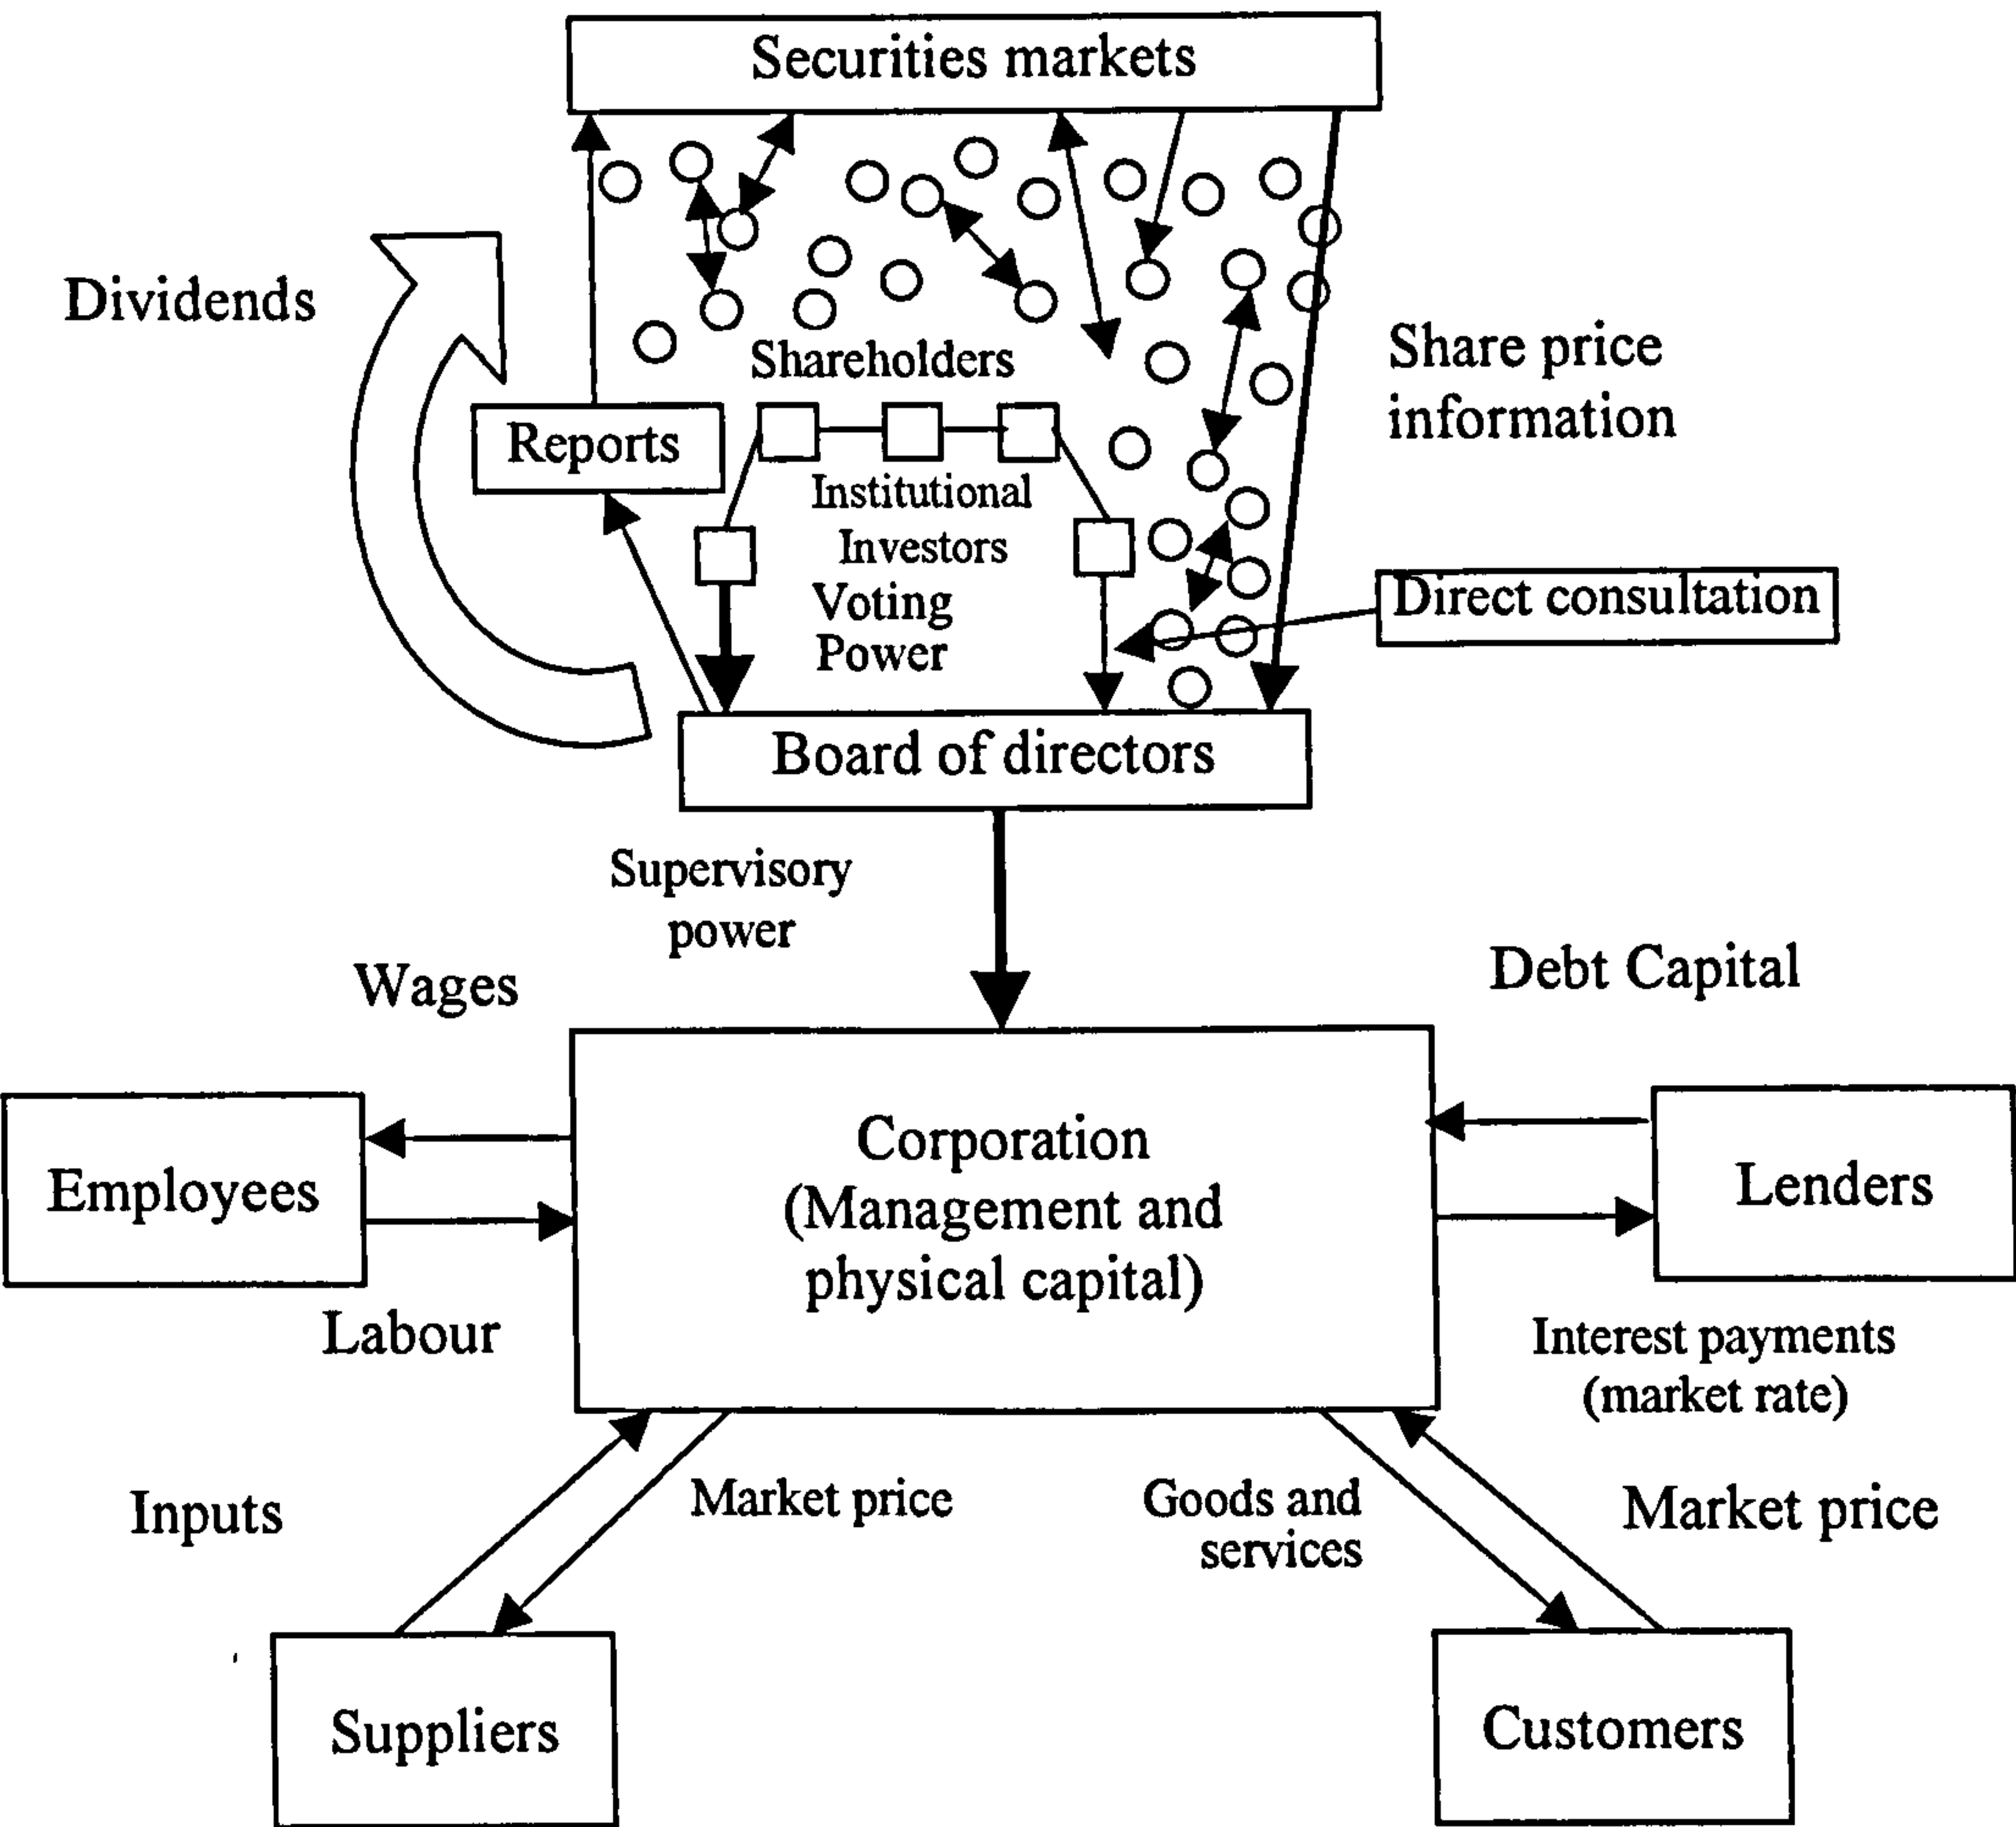 Securities markets
Dividends
Shareholders
Share price
information
Reports
Institutional
Investors
Voting
Power
Direct consultation
Board of directors
Supervisory
power
Wages
Debt Capital
Employees
Corporation
(Management and
physical capital)
Lenders
Labour
Interest payments
(market rate)
Inputs
Market price
Goods and
services
Market price
Suppliers
Customers